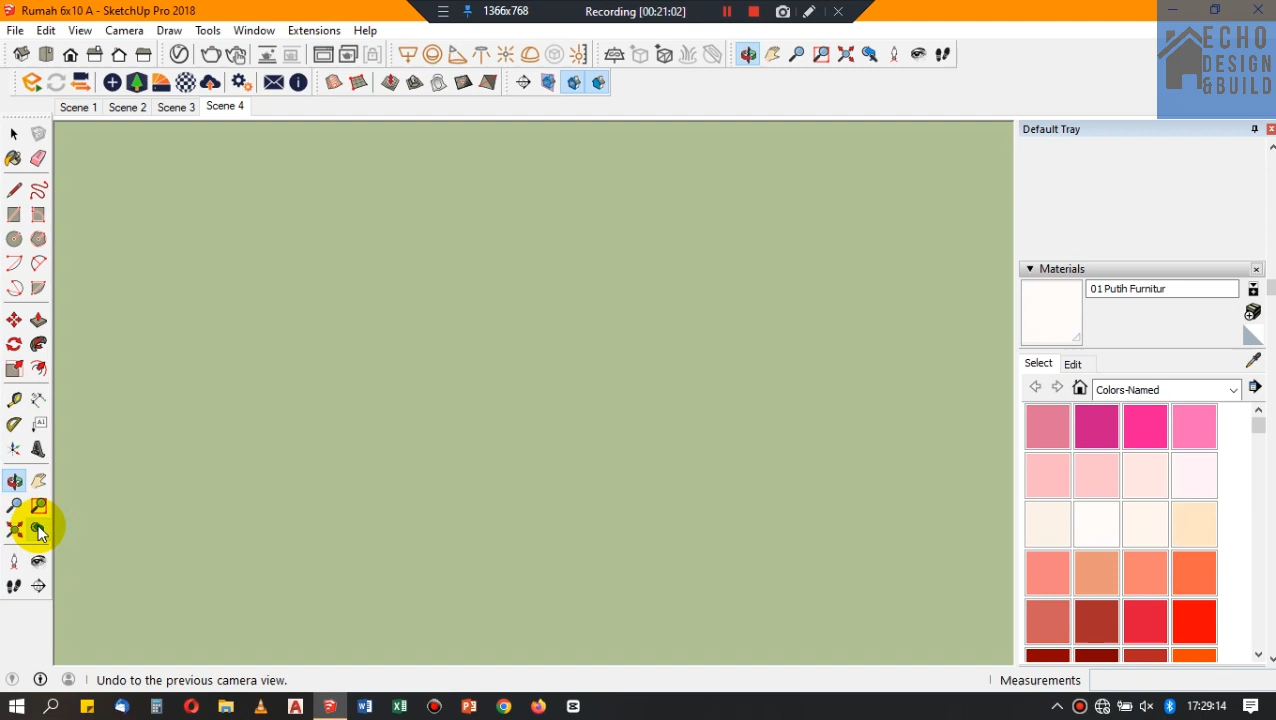 Rumah 6x10 A - SketchUp Pro 2018
1366x768
Recording [00:21:02]
File Edit View Camera Draw Tools Window Extensions Help
ECHO
DESIGN
&BUILD
Scene 1 Scene 2 Scene 3 Scene 4
Default Tray
Materials
01 Putih Furnitur
Select Edit
Colors-Named
Undo to the previous camera view.
Measurements
17:29:14